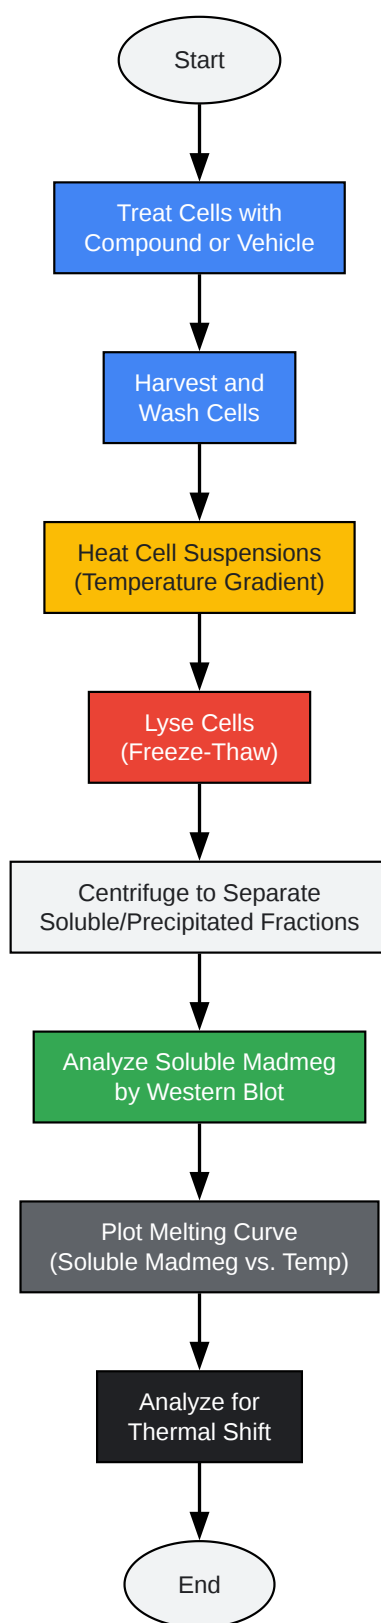 Start
Treat Cells with
Compound or Vehicle
Harvest and
Wash Cells
Heat Cell Suspensions
(Temperature Gradient)
Lyse Cells
(Freeze-Thaw)
Centrifuge to Separate
Soluble/Precipitated Fractions
Analyze Soluble Madmeg
by Western Blot
Plot Melting Curve
(Soluble Madmeg vs. Temp)
Analyze for
Thermal Shift
End